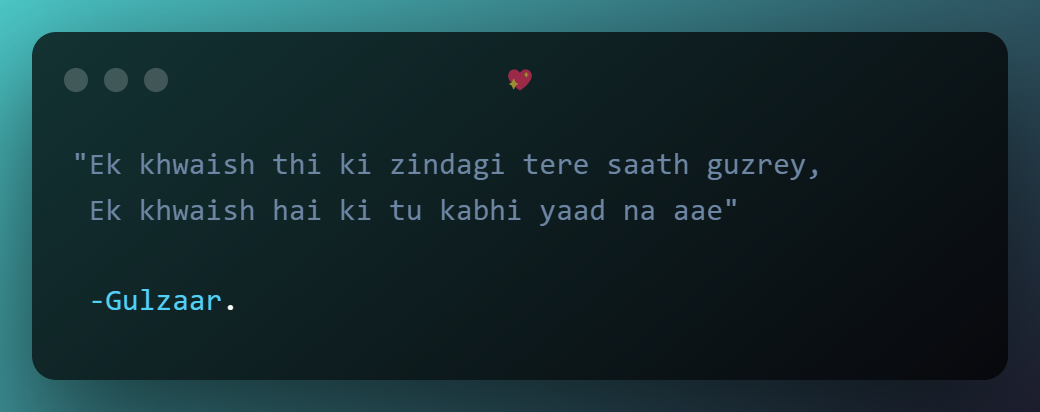 "Ek khwaish thi ki zindagi tere saath guzrey,
Ek khwaish hai ki tu kabhi yaad na aae"
-Gulzaar.